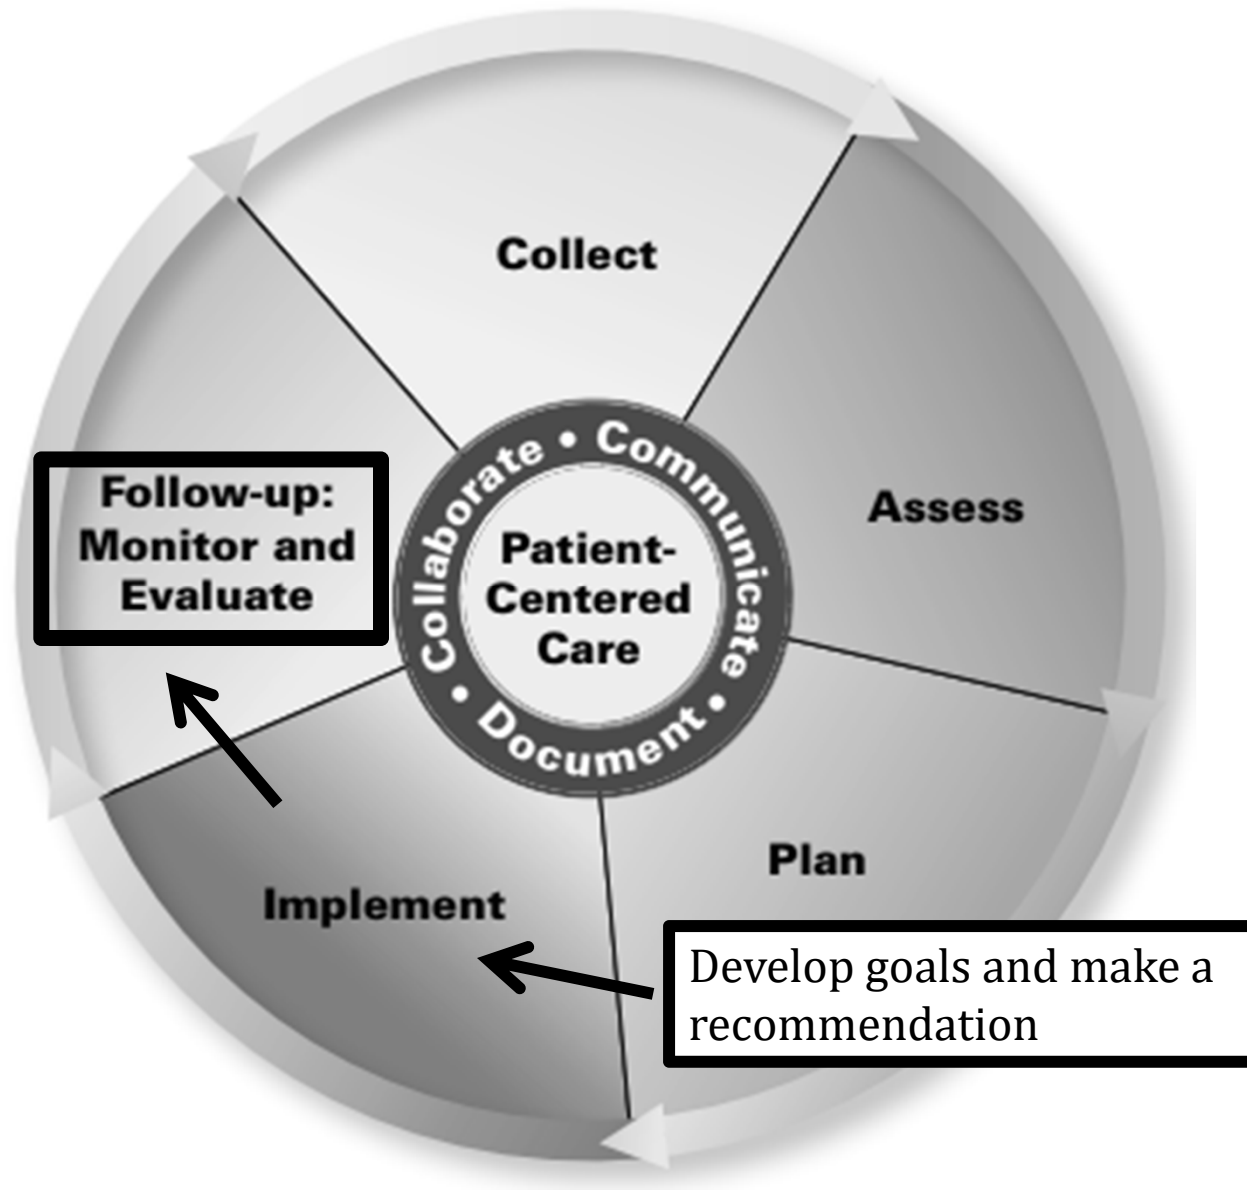 Collect
Assess
Plan
Develop goals and make a
recommendation
Implement
Follow-up:
Monitor and
Evaluate
Collaborate • Communicate •
Document •
Patient-
Centered
Care